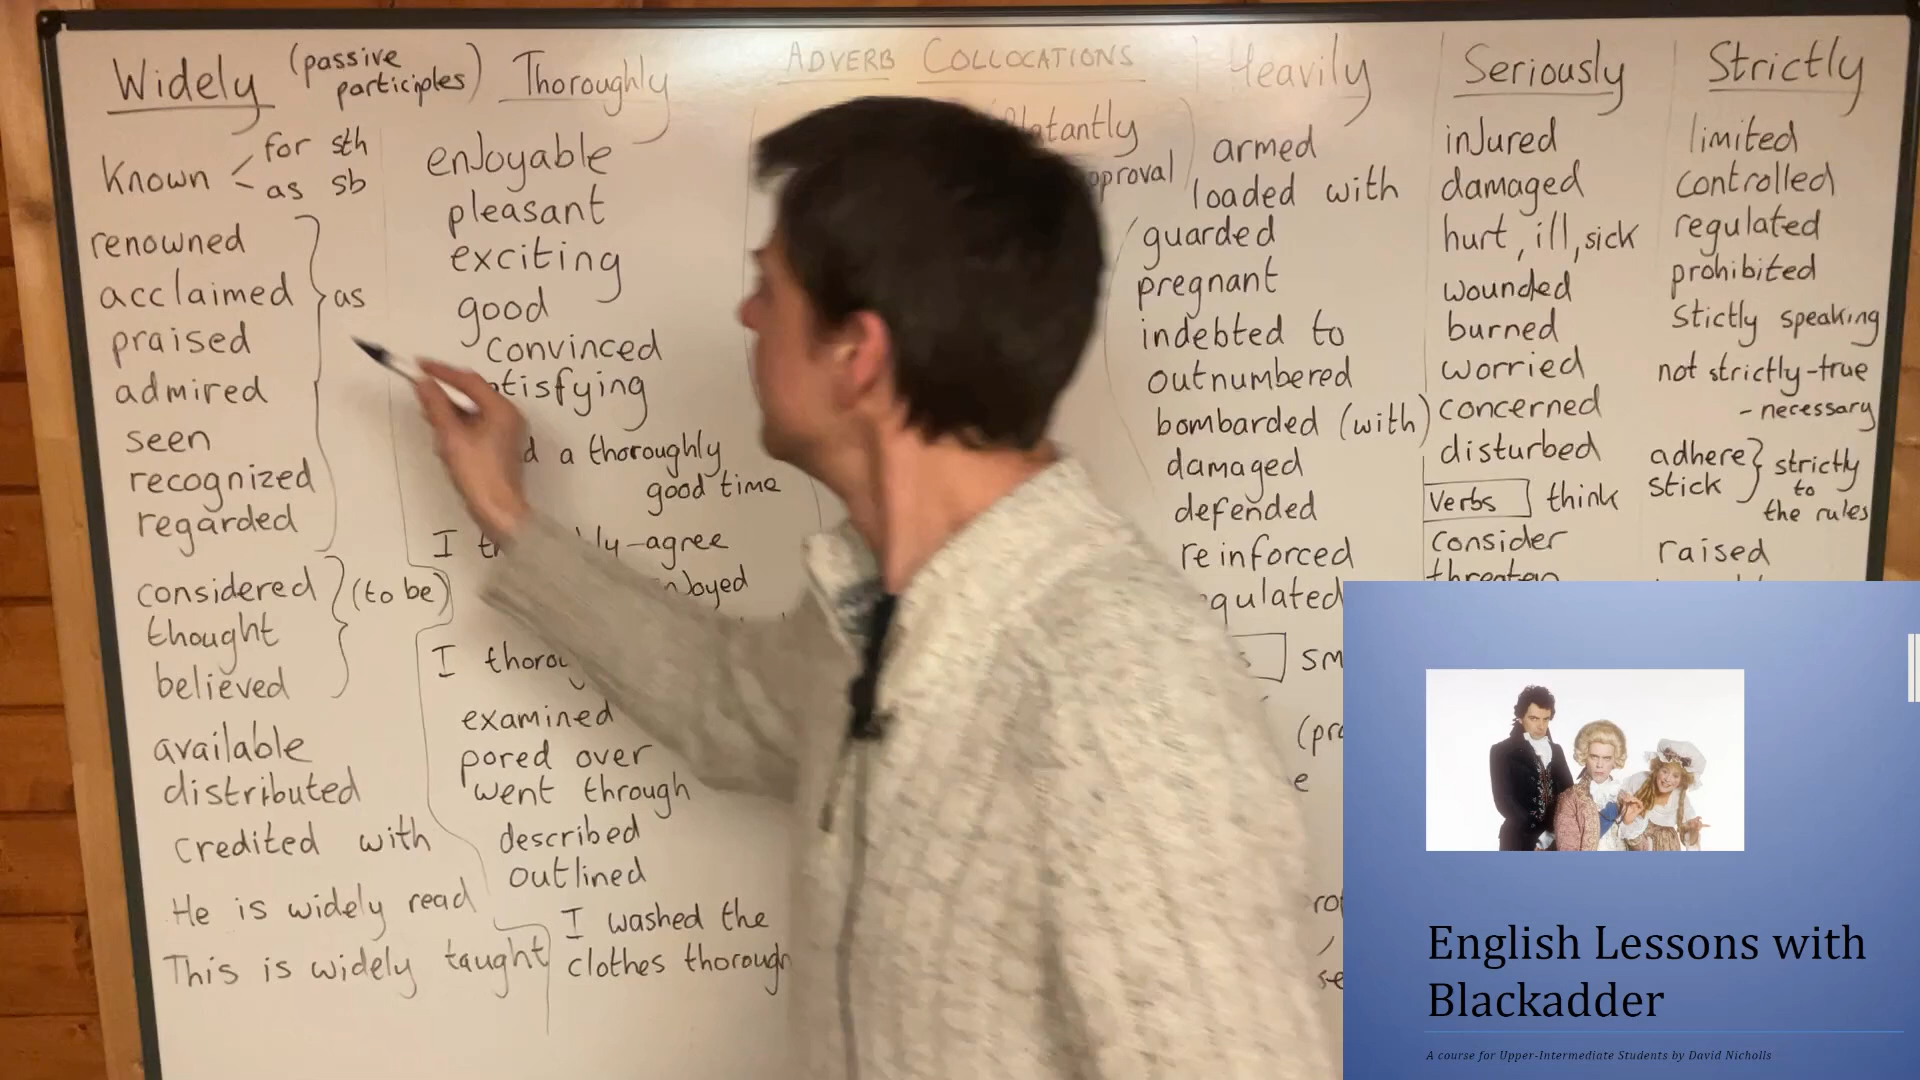 ADVERB COLLOCATIONS
Widely (passive
participles)
Known
for sth
as sb
renowned
acclaimed
praised
admired
seen
recognized
regarded
as
considered
thought
believed
(to be)
available
distributed
credited with
He is widely read
This is widely taught
Thoroughly
enjoyable
pleasant
exciting
good
convinced
a thoroughly
good time
I
agree
I
examined
pored over
went through
described
outlined
I washed the
clothes
Heavily
armed
loaded with
guarded
pregnant
indebted to
outnumbered
bombarded (with)
damaged
defended
reinforced
Seriously
injured
damaged
hurt, ill, sick
wounded
burned
worried
concerned
disturbed
Verbs think
consider
threaten
Strictly
limited
controlled
regulated
prohibited
Stictly speaking
not strictly-true
- necessary
adhere
stick
strictly
to
the rules
raised
English Lessons with
Blackadder
A course for Upper-Intermediate Students by David Nicholls